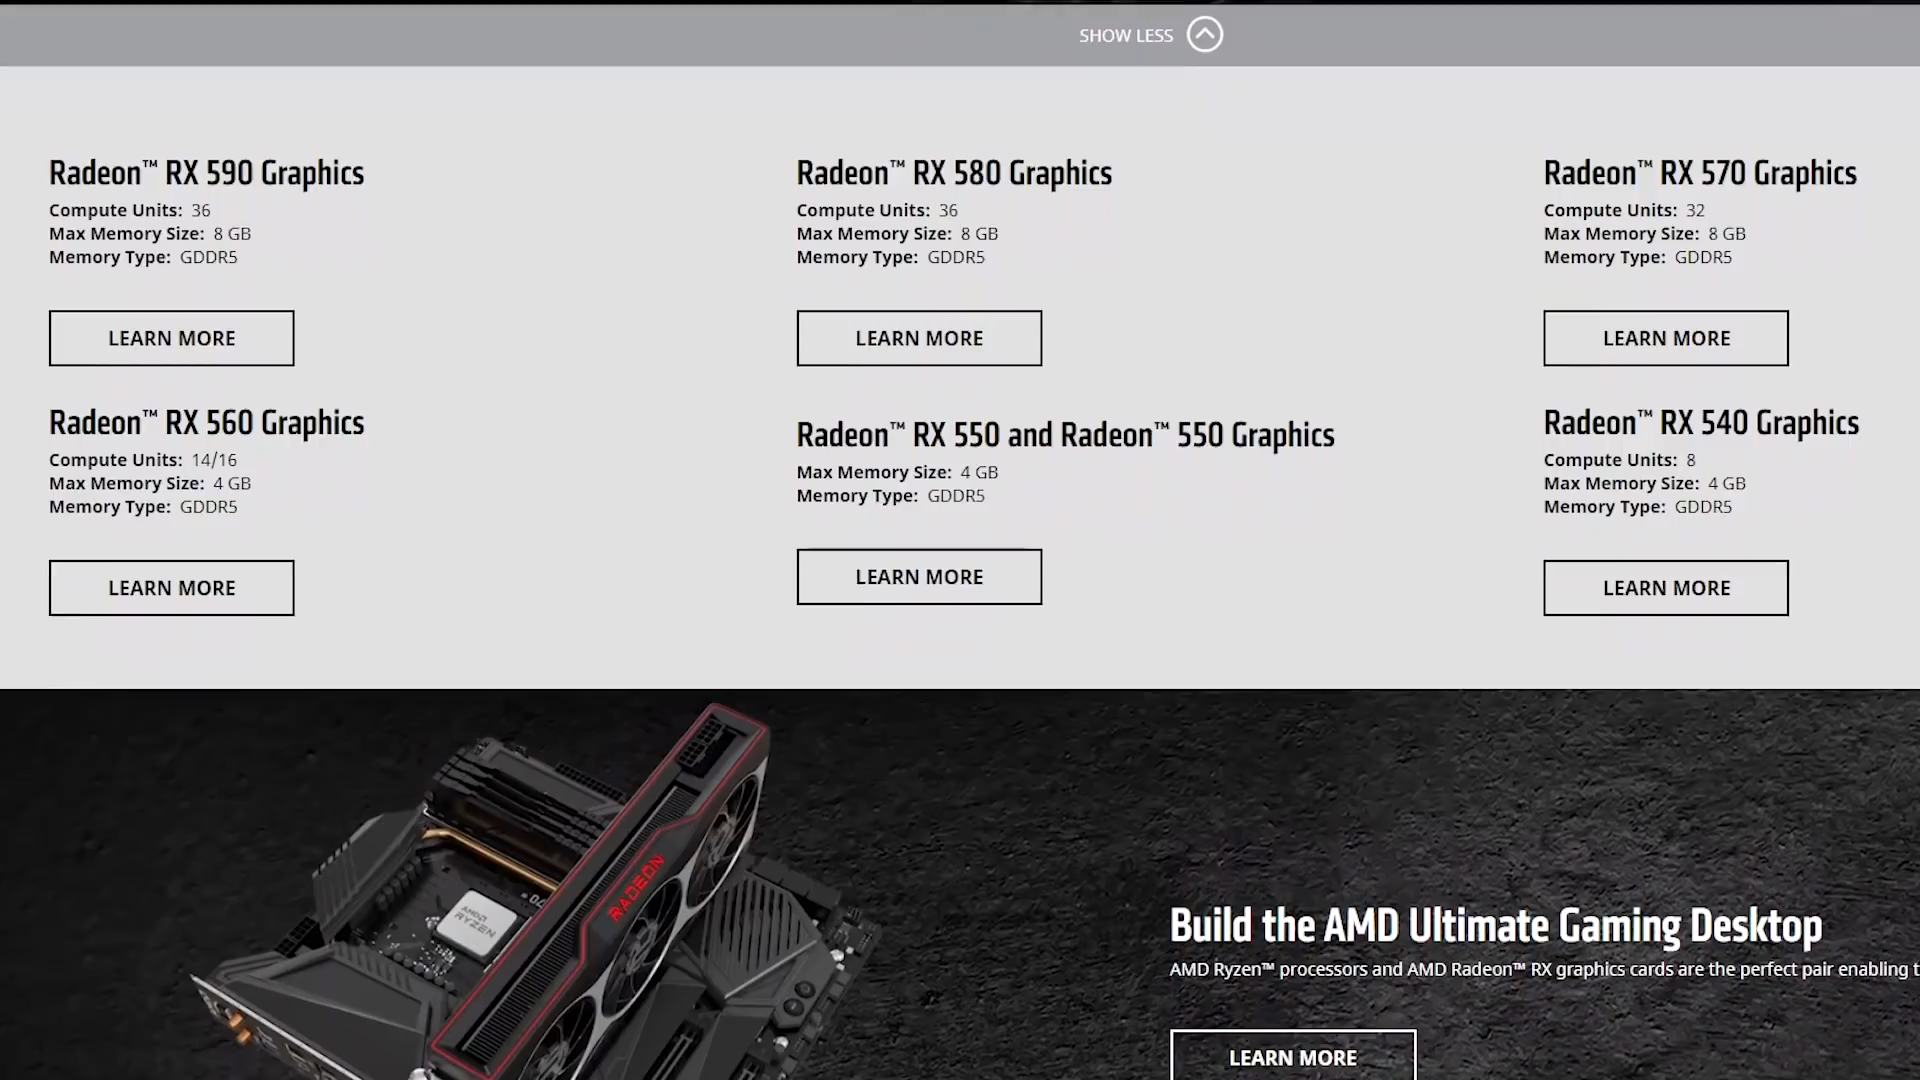 SHOW LESS
Radeon™ RX 590 Graphics
Compute Units: 36
Max Memory Size: 8 GB
Memory Type: GDDR5
LEARN MORE
Radeon™ RX 580 Graphics
Compute Units: 36
Max Memory Size: 8 GB
Memory Type: GDDR5
LEARN MORE
Radeon™ RX 570 Graphics
Compute Units: 32
Max Memory Size: 8 GB
Memory Type: GDDR5
LEARN MORE
Radeon™ RX 560 Graphics
Compute Units: 14/16
Max Memory Size: 4 GB
Memory Type: GDDR5
LEARN MORE
Radeon™ RX 550 and Radeon™ 550 Graphics
Max Memory Size: 4 GB
Memory Type: GDDR5
LEARN MORE
Radeon™ RX 540 Graphics
Compute Units: 8
Max Memory Size: 4 GB
Memory Type: GDDR5
LEARN MORE
RADEON
AMD
RYZEN
Build the AMD Ultimate Gaming Desktop
AMD Ryzen™ processors and AMD Radeon™ RX graphics cards are the perfect pair enabling t
LEARN MORE